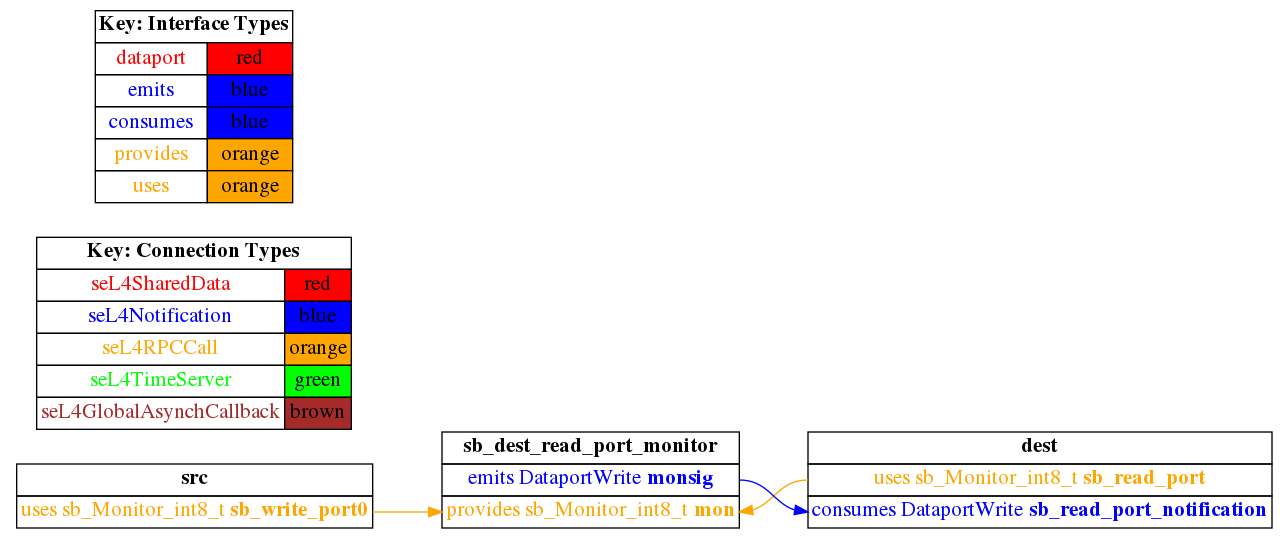 Key: Interface Types
dataport red
emits blue
consumes blue
provides orange
uses orange
Key: Connection Types
seL4SharedData red
seL4Notification blue
seL4RPCCall orange
seL4TimeServer green
seL4GlobalAsynchCallback brown
src
uses sb_Monitor_int8_t sb_write_port0
sb_dest_read_port_monitor
emits DataportWrite monsig
provides sb_Monitor_int8_t mon
dest
uses sb_Monitor_int8_t sb_read_port
consumes DataportWrite sb_read_port_notification